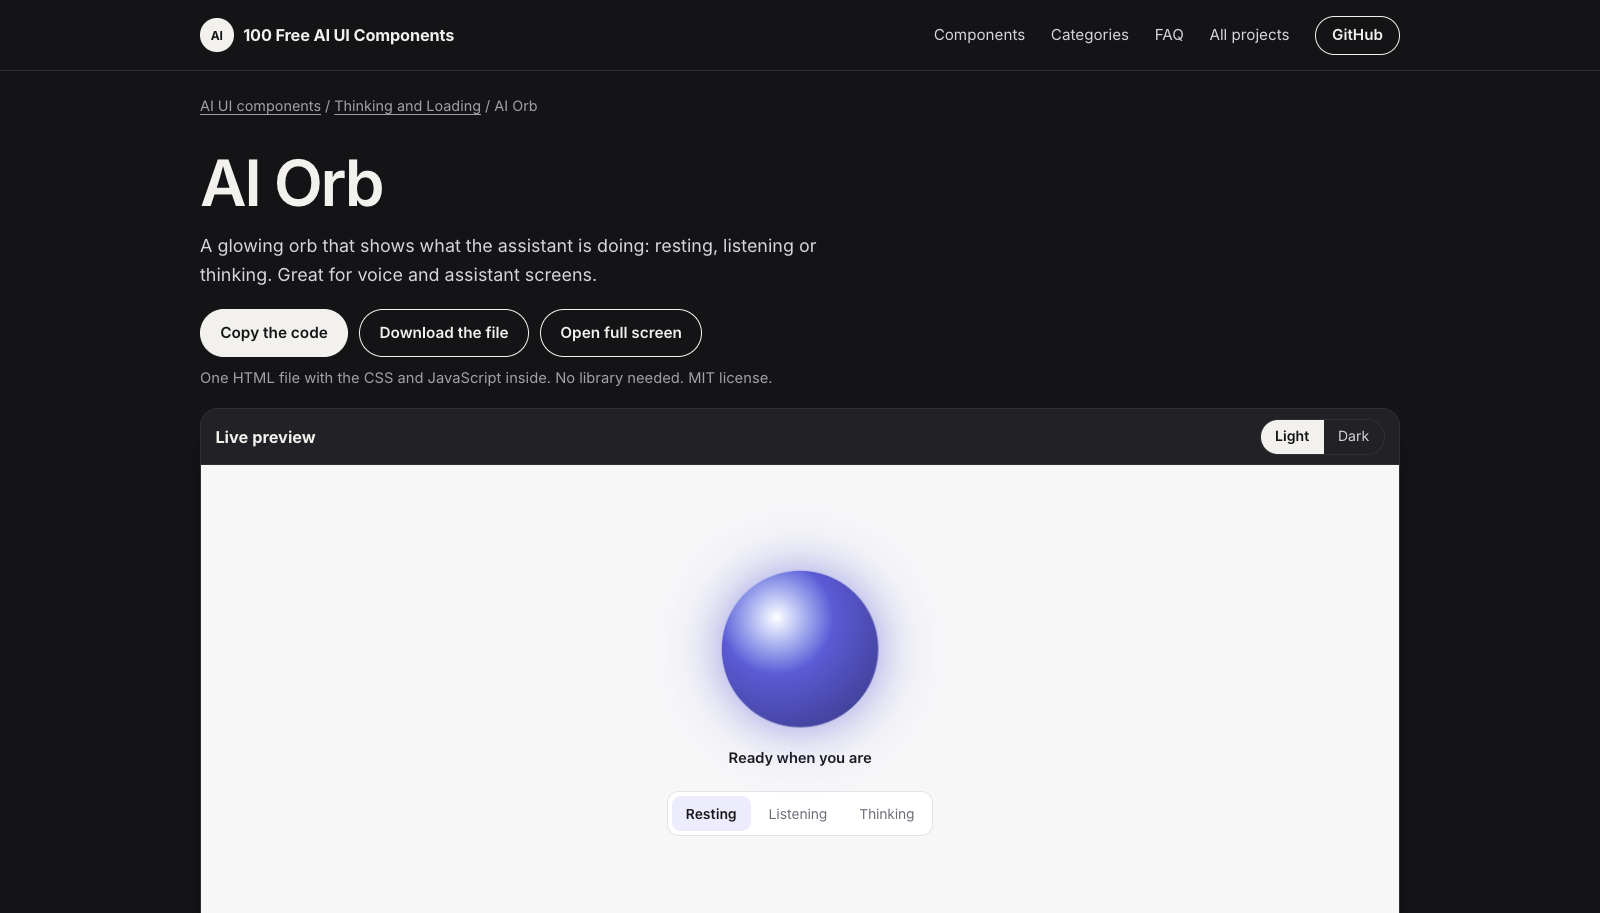 AI
100 Free AI UI Components
Components
Categories
FAQ
All projects
GitHub
AI UI components / Thinking and Loading / AI Orb
AI Orb
A glowing orb that shows what the assistant is doing: resting, listening or
thinking. Great for voice and assistant screens.
Copy the code
Download the file
Open full screen
One HTML file with the CSS and JavaScript inside. No library needed. MIT license.
Live preview
Light
Dark
Ready when you are
Resting
Listening
Thinking